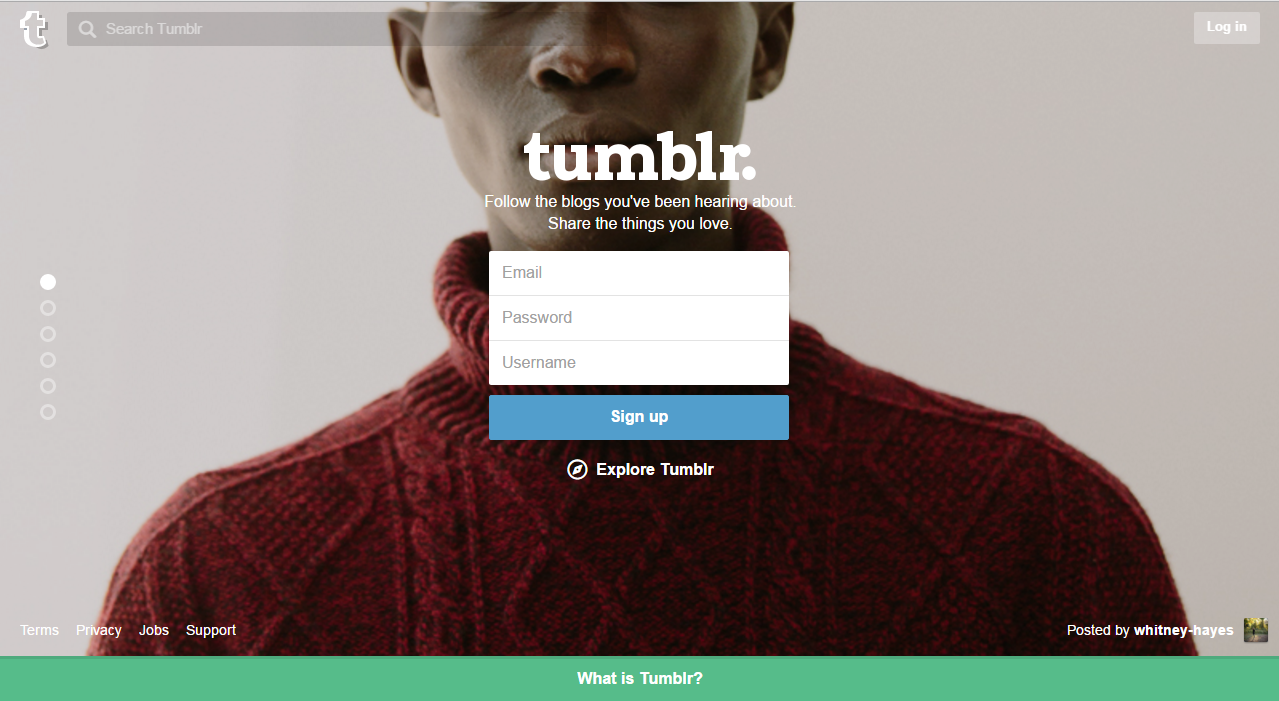 t
Search Tumblr
Log in
tumblr.
Follow the blogs you've been hearing about.
Share the things you love.
Email
Password
Username
Sign up
Explore Tumblr
Terms Privacy Jobs Support
Posted by whitney-hayes
What is Tumblr?